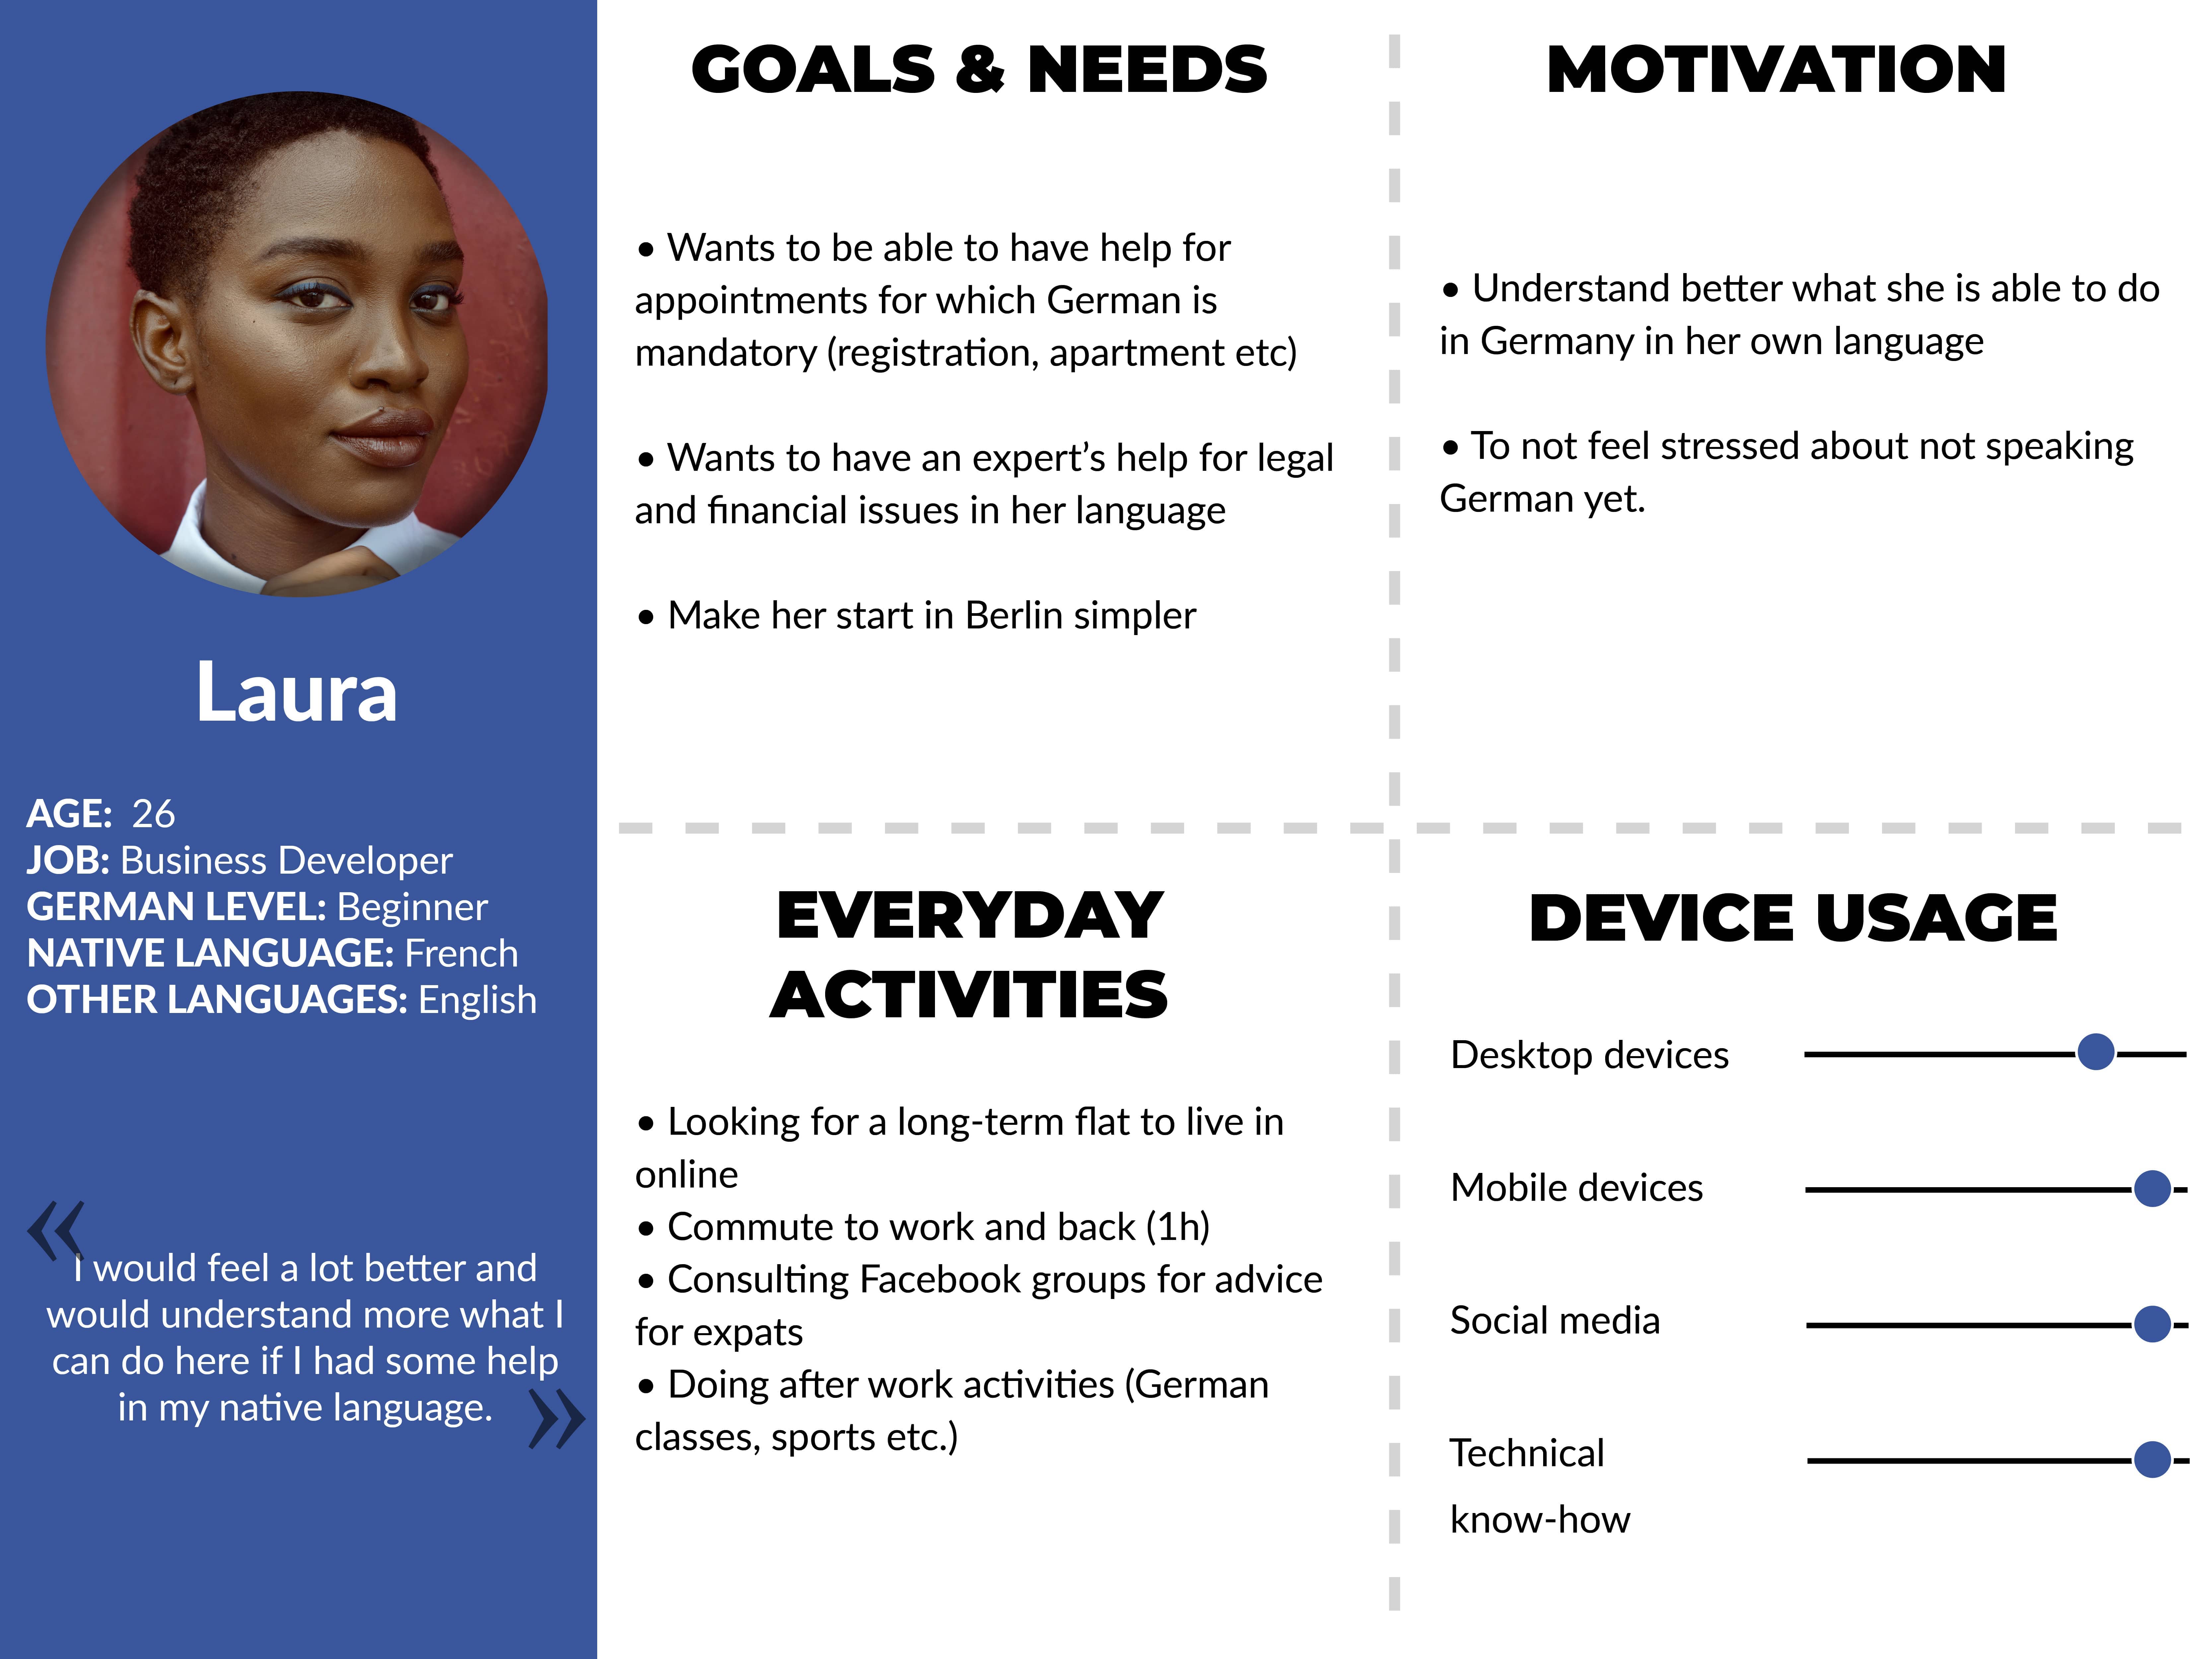 Laura
AGE:  26
JOB: Business Developer
GERMAN LEVEL: Beginner
NATIVE LANGUAGE: French
OTHER LANGUAGES: English
«
I would feel a lot better and
would understand more what I
can do here if I had some help
in my native language.
»
GOALS & NEEDS
• Wants to be able to have help for
appointments for which German is
mandatory (registration, apartment etc)
• Wants to have an expert’s help for legal
and financial issues in her language
• Make her start in Berlin simpler
MOTIVATION
• Understand better what she is able to do
in Germany in her own language
• To not feel stressed about not speaking
German yet.
EVERYDAY
ACTIVITIES
• Looking for a long-term flat to live in
online
• Commute to work and back (1h)
• Consulting Facebook groups for advice
for expats
• Doing after work activities (German
classes, sports etc.)
DEVICE USAGE
Desktop devices
Mobile devices
Social media
Technical
know-how